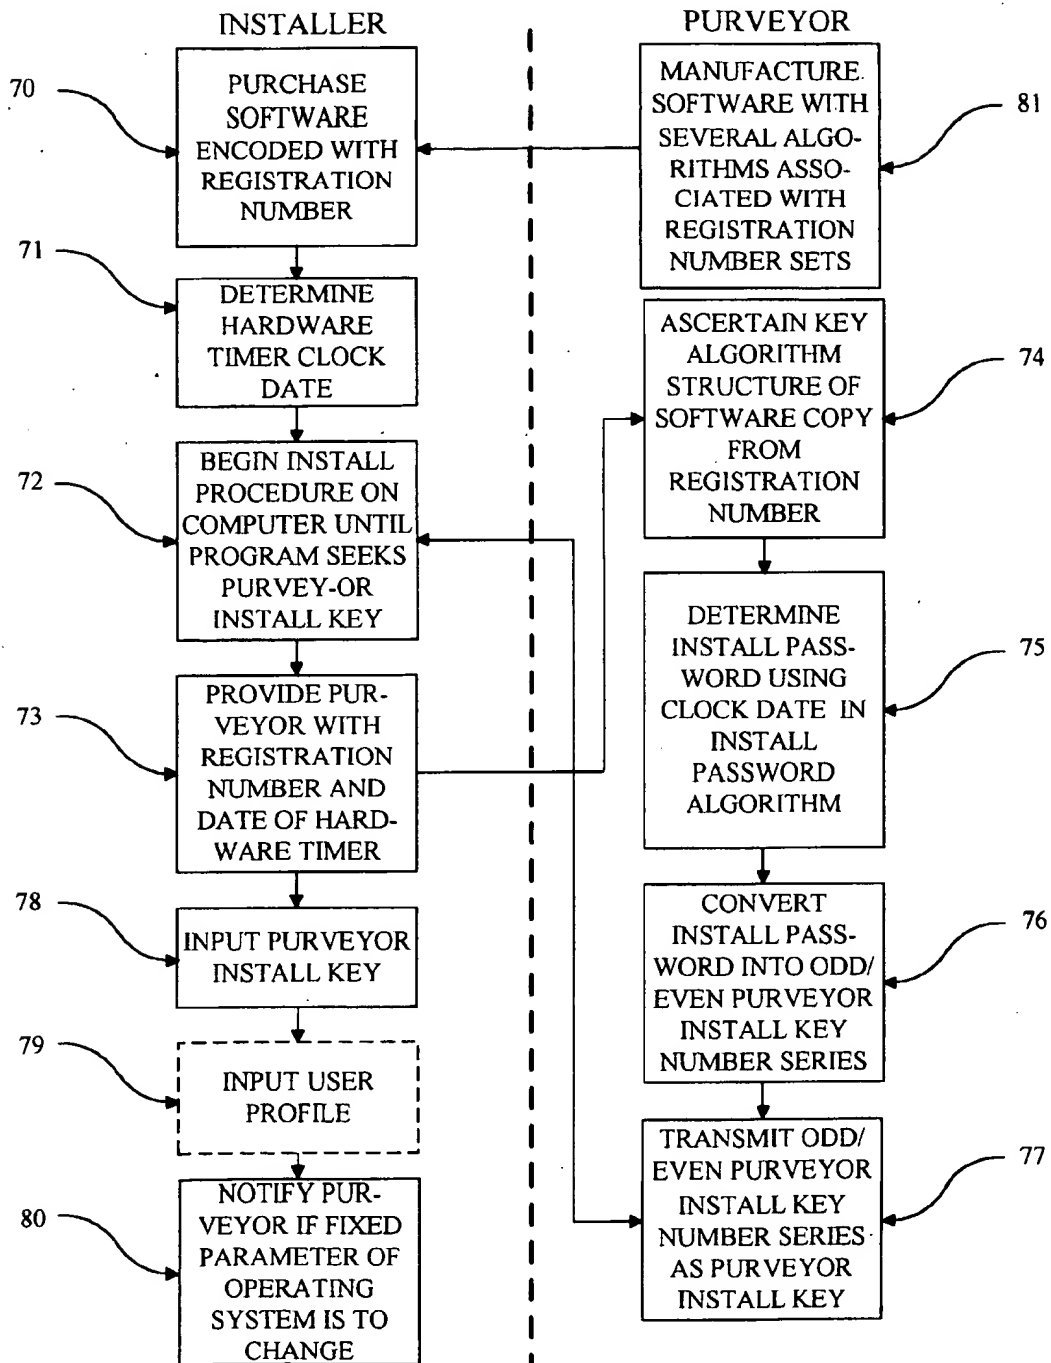 INSTALLER
70
PURCHASE
SOFTWARE
ENCODED WITH
REGISTRATION
NUMBER
71
DETERMINE
HARDWARE
TIMER CLOCK
DATE
72
BEGIN INSTALL
PROCEDURE ON
COMPUTER UNTIL
PROGRAM SEEKS
PURVEY-OR
INSTALL KEY
73
PROVIDE PUR-
VEYOR WITH
REGISTRATION
NUMBER AND
DATE OF HARD-
WARE TIMER
78
INPUT PURVEYOR
INSTALL KEY
79
INPUT USER
PROFILE
80
NOTIFY PUR-
VEYOR IF FIXED
PARAMETER OF
OPERATING
SYSTEM IS TO
CHANGE
PURVEYOR
MANUFACTURE
SOFTWARE WITH
SEVERAL ALGO-
RITHMS ASSO-
CIATED WITH
REGISTRATION
NUMBER SETS
81
ASCERTAIN KEY
ALGORITHM
STRUCTURE OF
SOFTWARE COPY
FROM
REGISTRATION
NUMBER
74
DETERMINE
INSTALL PASS-
WORD USING
CLOCK DATE IN
INSTALL
PASSWORD
ALGORITHM
75
CONVERT
INSTALL PASS-
WORD INTO ODD/
EVEN PURVEYOR
INSTALL KEY
NUMBER SERIES
76
TRANSMIT ODD/
EVEN PURVEYOR
INSTALL KEY
NUMBER SERIES
AS PURVEYOR
INSTALL KEY
77